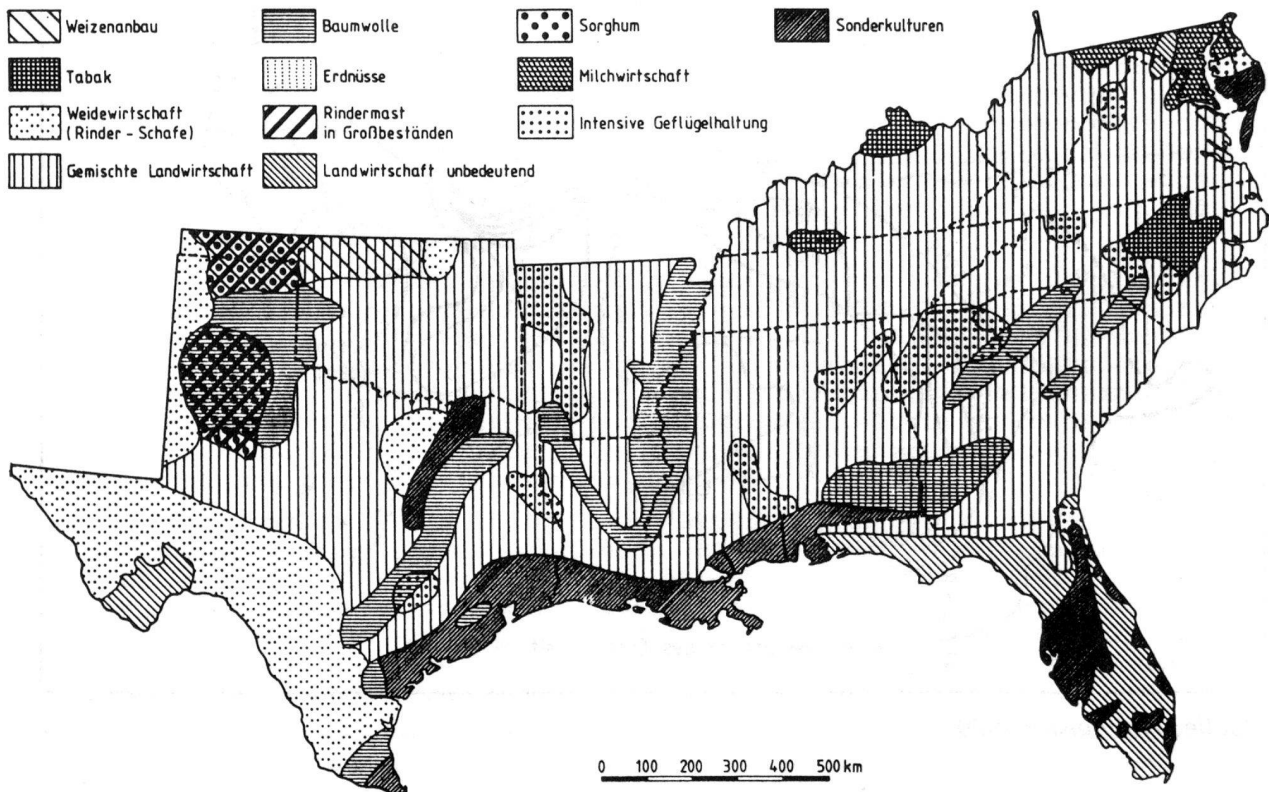 Weizenanbau
Baumwolle
Sorghum
Sonderkulturen
Tabak
Erdnüsse
Milchwirtschaft
Weidewirtschaft
(Rinder - Schafe)
Rindermast
in Großbeständen
Intensive Geflügelhaltung
Gemischte Landwirtschaft
Landwirtschaft unbedeutend
0 100 200 300 400 500 km